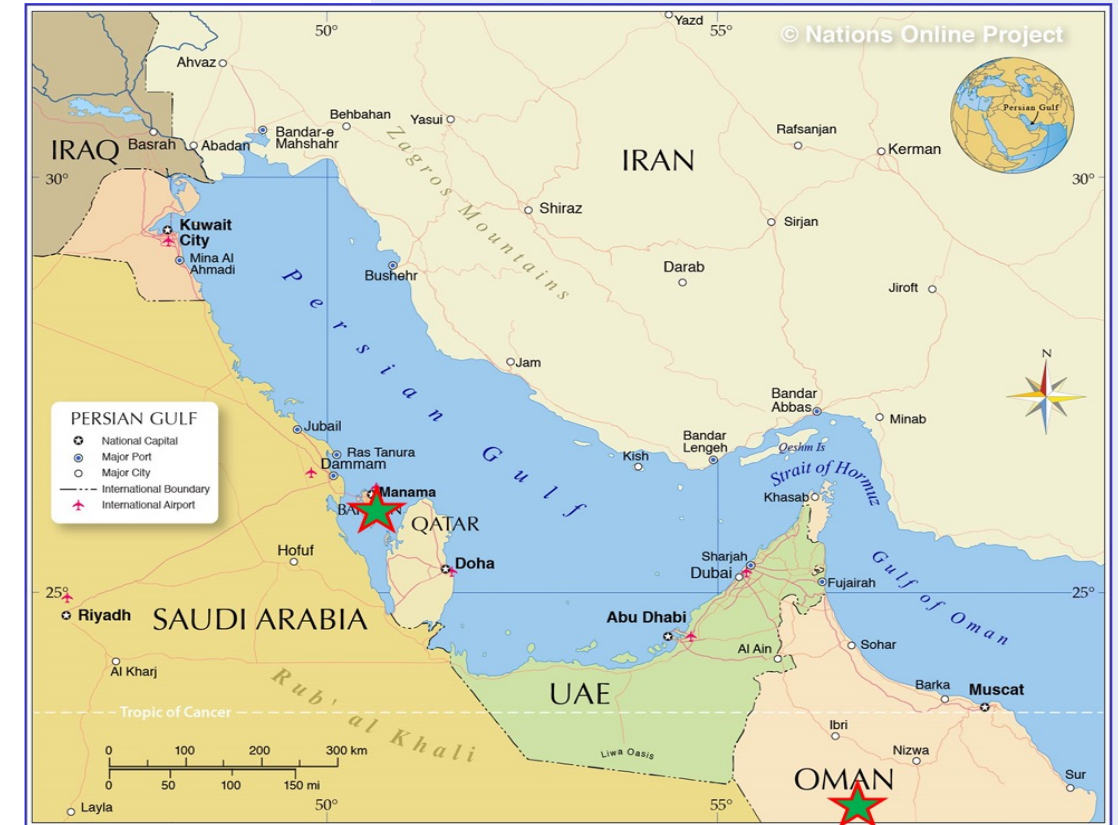 50°
55°
Yazd
© Nations Online Project
Ahvaz
Behbahan
Yasui
Bandar-e
Mahshahr
Zagros Mountains
Rafsanjan
Persian Gulf
IRAQ
Basrah
Abadan
IRAN
Kerman
30°
30°
Kuwait
City
Shiraz
Sirjan
Mina Al
Ahmadi
Bushehr
Darab
Jiroft
Persian Gulf
Jam
N
Bandar
Abbas
Minab
PERSIAN GULF
National Capital
Major Port
Major City
International Boundary
International Airport
Jubail
Ras Tanura
Dammam
Bandar
Lengeh
Qeshm Is
Kish
Strait of Hormuz
Khasab
Manama
QATAR
Hofuf
Doha
Sharjah
Dubai
Gulf of Oman
Fujairah
25°
25°
Riyadh
SAUDI ARABIA
Abu Dhabi
Al Ain
Sohar
Al Kharj
Rub' al Khali
UAE
Barka
Muscat
Tropic of Cancer
Ibri
Liwa Oasis
Nizwa
0 100 200 300 km
0 50 100 150 mi
OMAN
Sur
Layla
50°
55°